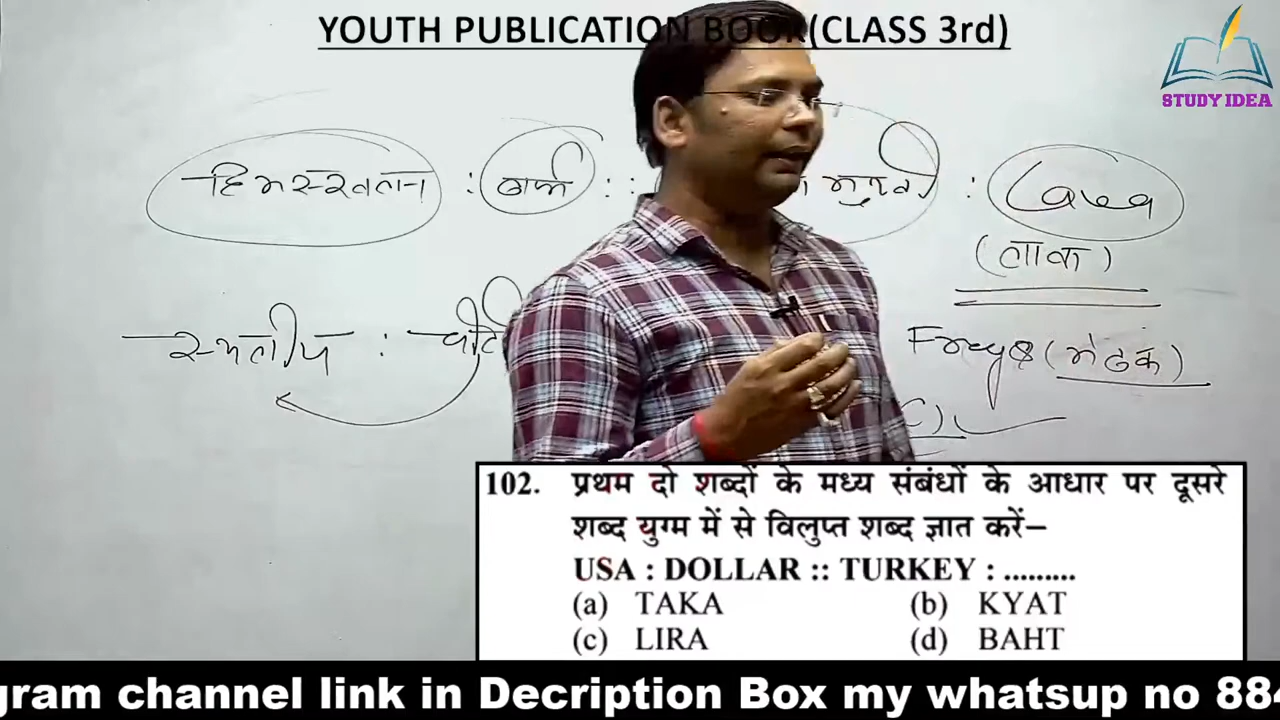 YOUTH PUBLICATION BOOK(CLASS 3rd)
STUDY IDEA
हिमस्खलन : बर्फ :: मुखी : Lava
(लावा)
स्थलीय : चीटी
Frog (मेंढक)
C)
102. प्रथम दो शब्दों के मध्य संबंधों के आधार पर दूसरे
शब्द युग्म में से विलुप्त शब्द ज्ञात करें–
USA : DOLLAR :: TURKEY : .........
(a) TAKA (b) KYAT
(c) LIRA (d) BAHT
gram channel link in Decription Box my whatsup no 884